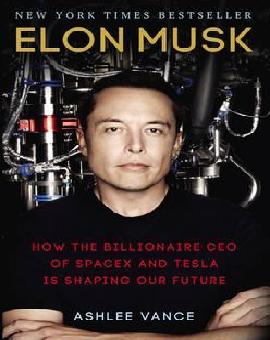 NEW YORK TIMES BESTSELLER
ELON MUSK
HOW THE BILLIONAIRE CEO
OF SPACEX AND TESLA
IS SHAPING OUR FUTURE
ASHLEE VANCE